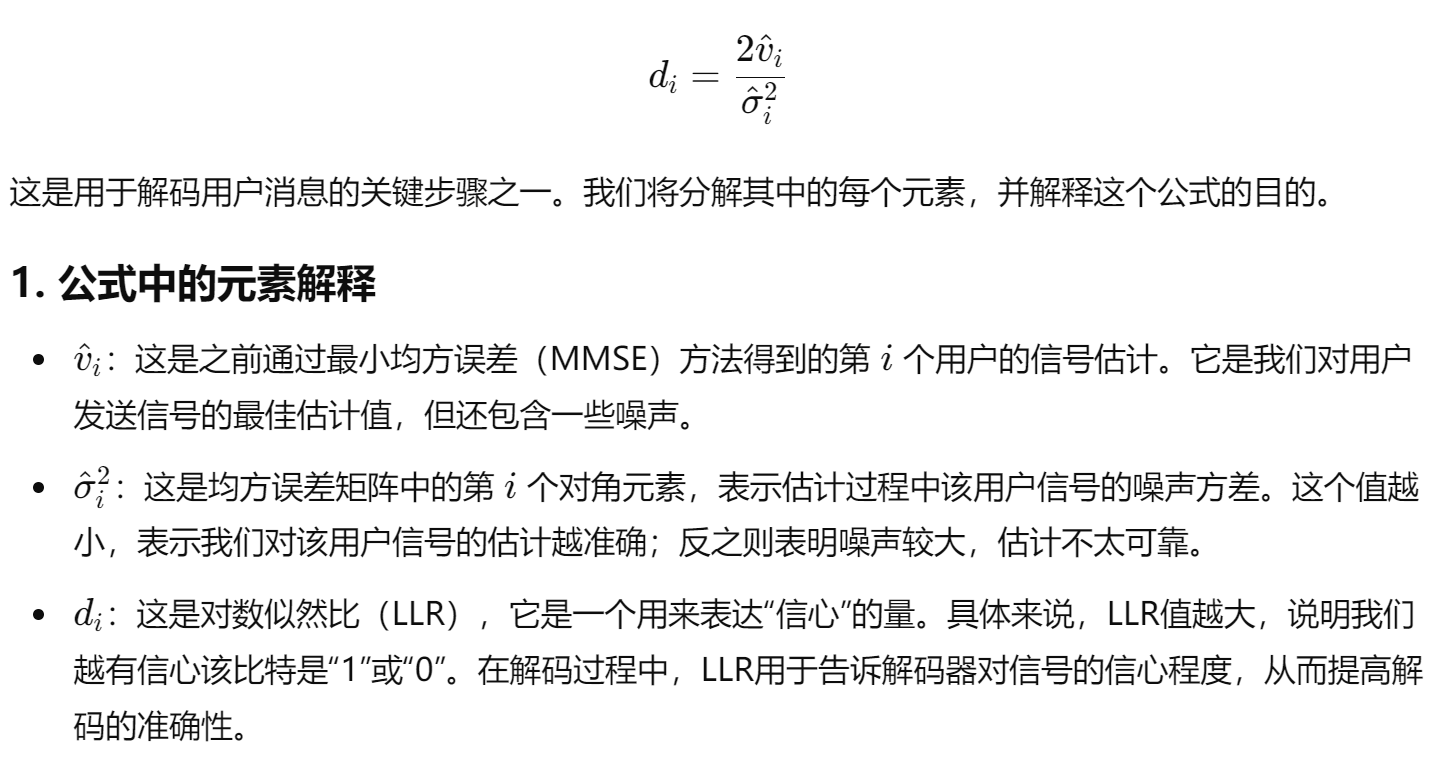 d_i = \frac{2\hat{v}_i}{\hat{\sigma}_i^2}
这是用于解码用户消息的关键步骤之一。我们将分解其中的每个元素，并解释这个公式的目的。
1. 公式中的元素解释
• \hat{v}_i：这是之前通过最小均方误差（MMSE）方法得到的第 i 个用户的信号估计。它是我们对用户
发送信号的最佳估计值，但还包含一些噪声。
• \hat{\sigma}_i^2：这是均方误差矩阵中的第 i 个对角元素，表示估计过程中该用户信号的噪声方差。这个值越
小，表示我们对该用户信号的估计越准确；反之则表明噪声较大，估计不太可靠。
• d_i：这是对数似然比（LLR），它是一个用来表达“信心”的量。具体来说，LLR值越大，说明我们
越有信心该比特是“1”或“0”。在解码过程中，LLR用于告诉解码器对信号的信心程度，从而提高解
码的准确性。